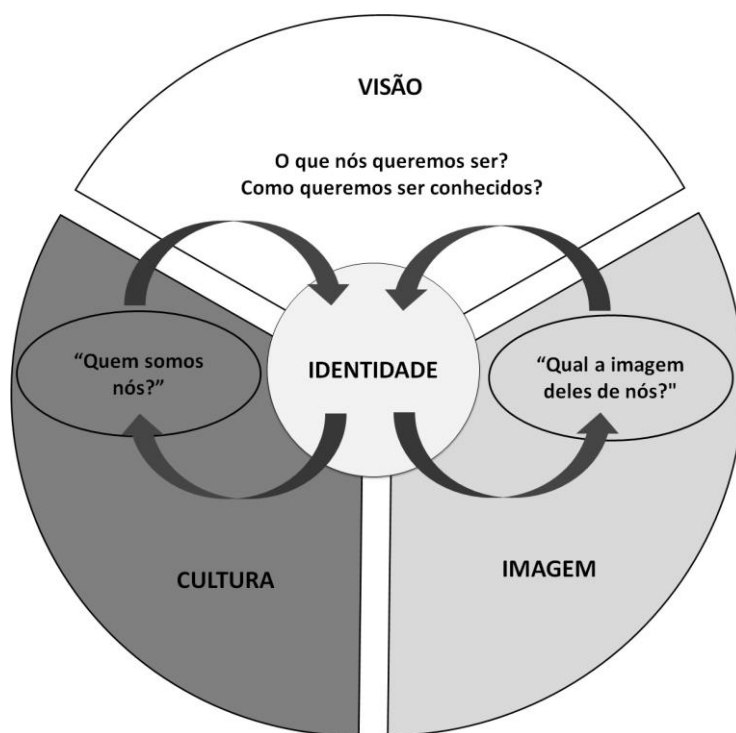 VISÃO
O que nós queremos ser?
Como queremos ser conhecidos?
“Quem somos
nós?”
IDENTIDADE
“Qual a imagem
deles de nós?"
CULTURA
IMAGEM